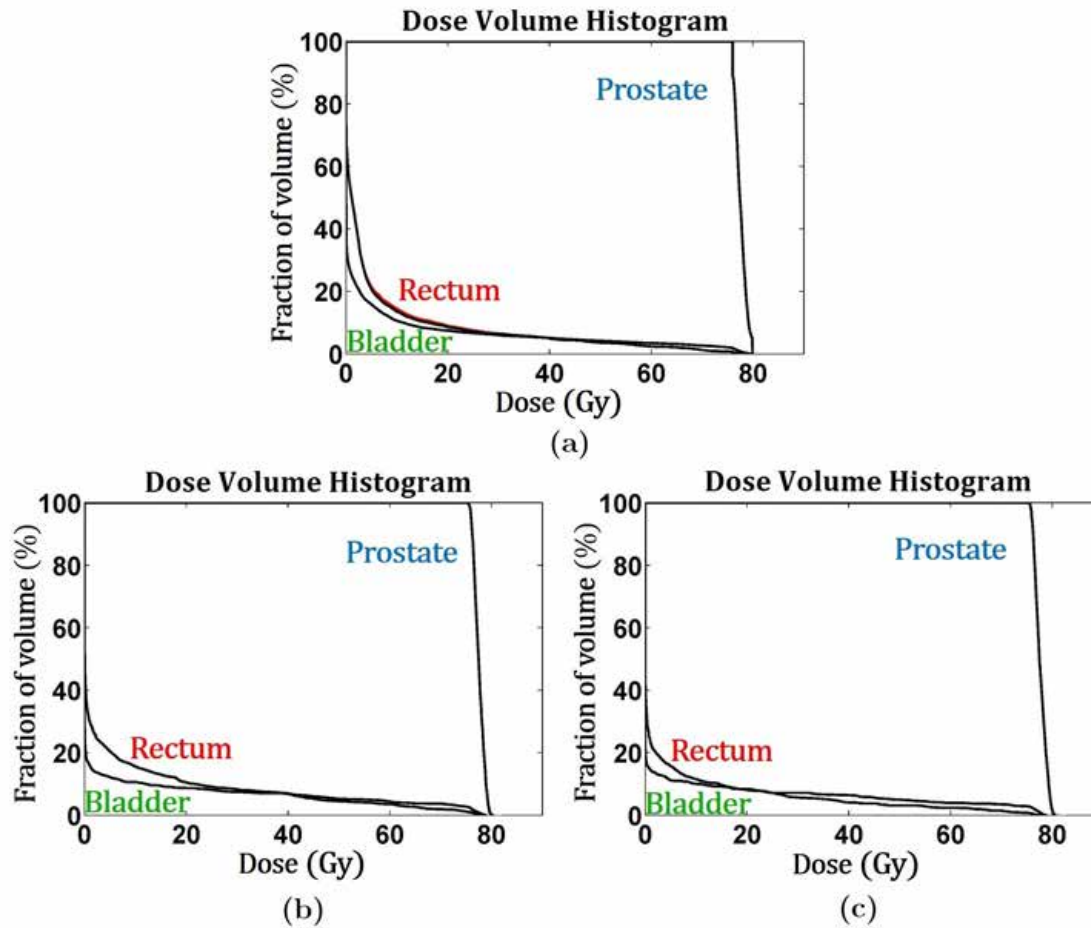 Dose Volume Histogram
Fraction of volume (%)
100
80
60
40
20
0
Prostate
Rectum
Bladder
0 20 40 60 80
Dose (Gy)
(a)
Dose Volume Histogram
Fraction of volume (%)
100
80
60
40
20
0
Prostate
Rectum
Bladder
0 20 40 60 80
Dose (Gy)
(b)
Dose Volume Histogram
Fraction of volume (%)
100
80
60
40
20
0
Prostate
Rectum
Bladder
0 20 40 60 80
Dose (Gy)
(c)